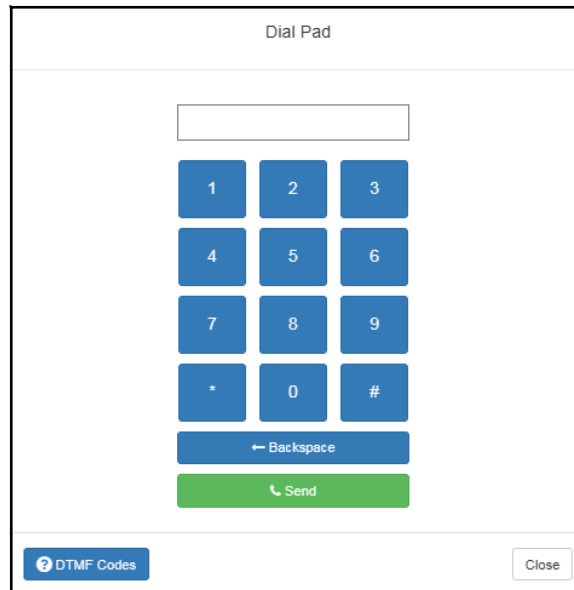 Dial Pad
1 2 3
4 5 6
7 8 9
* 0 #
← Backspace
Send
? DTMF Codes Close